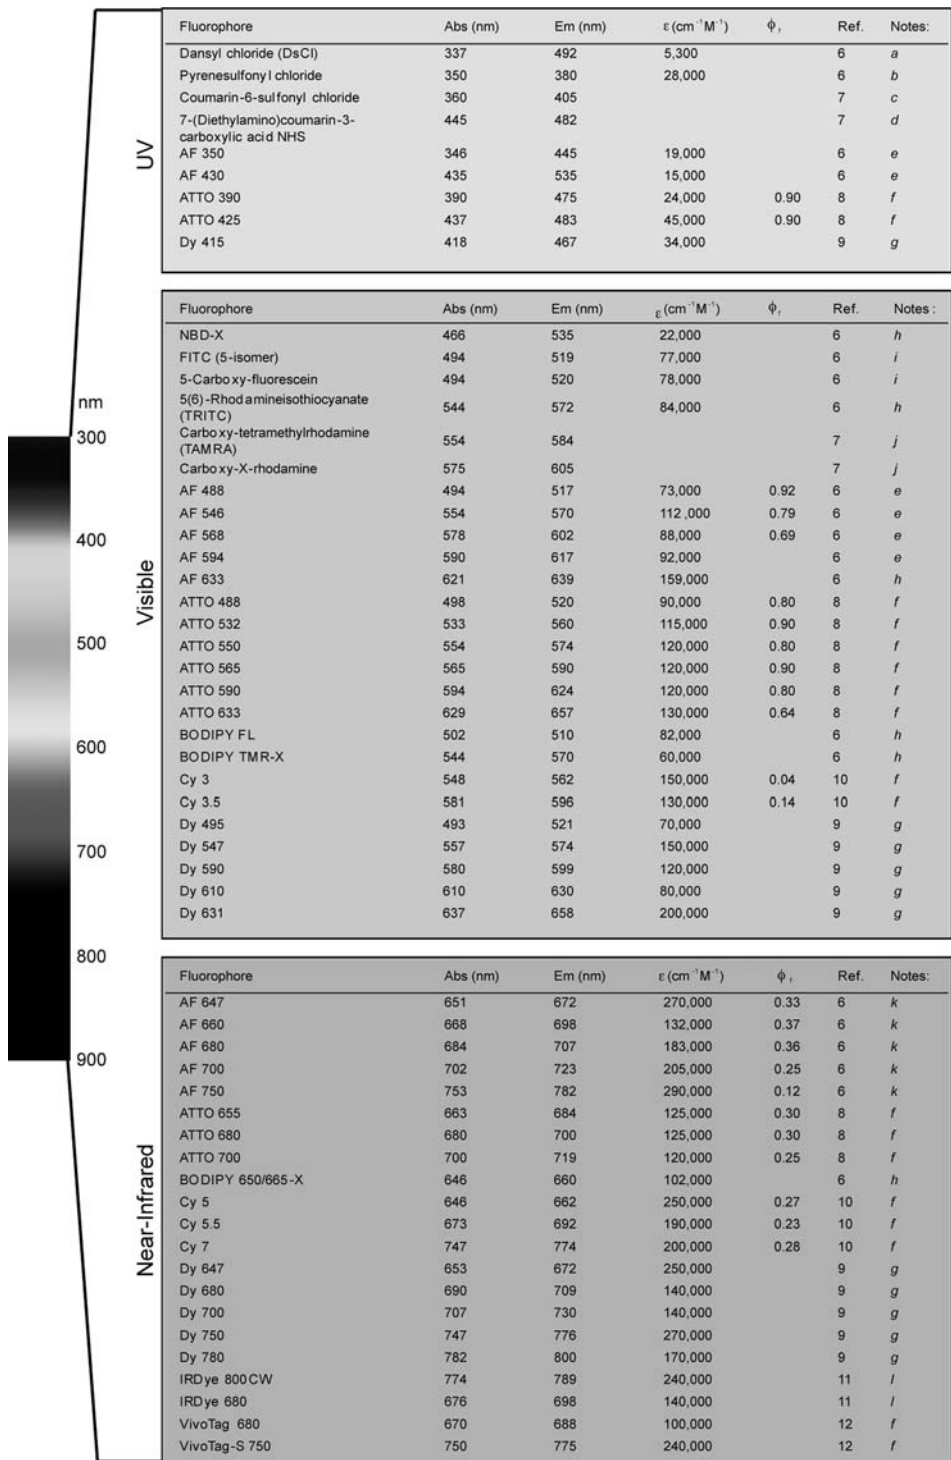 Fluorophore Abs (nm) Em (nm) ε(cm⁻¹M⁻¹) ϕf Ref. Notes:
Dansyl chloride (DsCl) 337 492 5,300 6 a
Pyrenesulfonyl chloride 350 380 28,000 6 b
Coumarin-6-sulfonyl chloride 360 405 7 c
7-(Diethylamino)coumarin-3- 445 482 7 d
carboxylic acid NHS
AF 350 346 445 19,000 6 e
AF 430 435 535 15,000 6 e
ATTO 390 390 475 24,000 0.90 8 f
ATTO 425 437 483 45,000 0.90 8 f
Dy 415 418 467 34,000 9 g
UV
Fluorophore Abs (nm) Em (nm) ε(cm⁻¹M⁻¹) ϕf Ref. Notes :
NBD-X 466 535 22,000 6 h
FITC (5-isomer) 494 519 77,000 6 i
5-Carboxy-fluorescein 494 520 78,000 6 i
5(6)-Rhodamineisothiocyanate 544 572 84,000 6 h
(TRITC)
Carboxy-tetramethylrhodamine 554 584 7 j
(TAMRA)
Carboxy-X-rhodamine 575 605 7 j
AF 488 494 517 73,000 0.92 6 e
AF 546 554 570 112,000 0.79 6 e
AF 568 578 602 88,000 0.69 6 e
AF 594 590 617 92,000 6 e
AF 633 621 639 159,000 6 h
ATTO 488 498 520 90,000 0.80 8 f
ATTO 532 533 560 115,000 0.90 8 f
ATTO 550 554 574 120,000 0.80 8 f
ATTO 565 565 590 120,000 0.90 8 f
ATTO 590 594 624 120,000 0.80 8 f
ATTO 633 629 657 130,000 0.64 8 f
BODIPY FL 502 510 82,000 6 h
BODIPY TMR-X 544 570 60,000 6 h
Cy 3 548 562 150,000 0.04 10 f
Cy 3.5 581 596 130,000 0.14 10 f
Dy 495 493 521 70,000 9 g
Dy 547 557 574 150,000 9 g
Dy 590 580 599 120,000 9 g
Dy 610 610 630 80,000 9 g
Dy 631 637 658 200,000 9 g
Visible
nm
300
400
500
600
700
800
900
Fluorophore Abs (nm) Em (nm) ε(cm⁻¹M⁻¹) ϕf Ref. Notes:
AF 647 651 672 270,000 0.33 6 k
AF 660 668 698 132,000 0.37 6 k
AF 680 684 707 183,000 0.36 6 k
AF 700 702 723 205,000 0.25 6 k
AF 750 753 782 290,000 0.12 6 k
ATTO 655 663 684 125,000 0.30 8 f
ATTO 680 680 700 125,000 0.30 8 f
ATTO 700 700 719 120,000 0.25 8 f
BODIPY 650/665-X 646 660 102,000 6 h
Cy 5 646 662 250,000 0.27 10 f
Cy 5.5 673 692 190,000 0.23 10 f
Cy 7 747 774 200,000 0.28 10 f
Dy 647 653 672 250,000 9 g
Dy 680 690 709 140,000 9 g
Dy 700 707 730 140,000 9 g
Dy 750 747 776 270,000 9 g
Dy 780 782 800 170,000 9 g
IRDye 800CW 774 789 240,000 11 l
IRDye 680 676 698 140,000 11 l
VivoTag 680 670 688 100,000 12 f
VivoTag-S 750 750 775 240,000 12 f
Near-Infrared